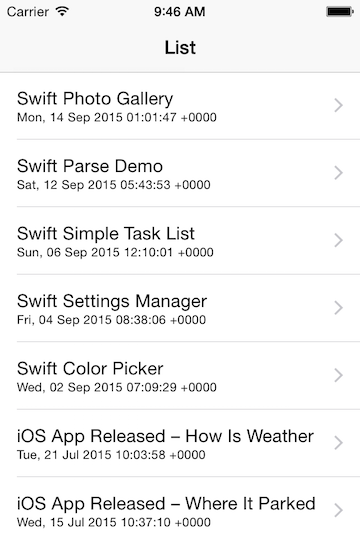 Carrier 9:46 AM
List
Swift Photo Gallery
Mon, 14 Sep 2015 01:01:47 +0000
Swift Parse Demo
Sat, 12 Sep 2015 05:43:53 +0000
Swift Simple Task List
Sun, 06 Sep 2015 12:10:01 +0000
Swift Settings Manager
Fri, 04 Sep 2015 08:38:06 +0000
Swift Color Picker
Wed, 02 Sep 2015 07:09:29 +0000
iOS App Released – How Is Weather
Tue, 21 Jul 2015 10:03:58 +0000
iOS App Released – Where It Parked
Wed, 15 Jul 2015 10:37:10 +0000